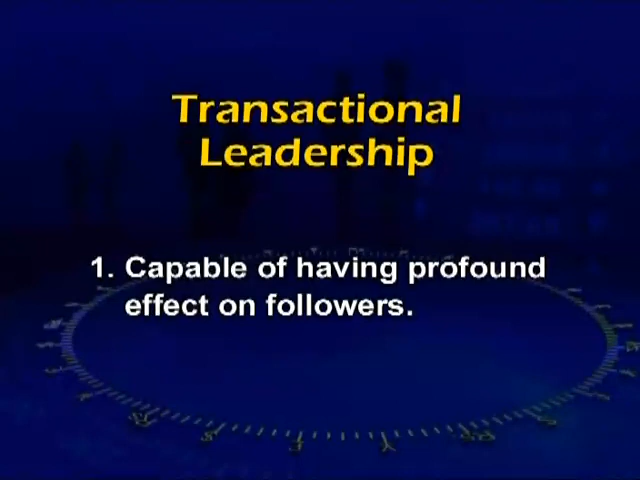 Transactional
Leadership
1. Capable of having profound
effect on followers.